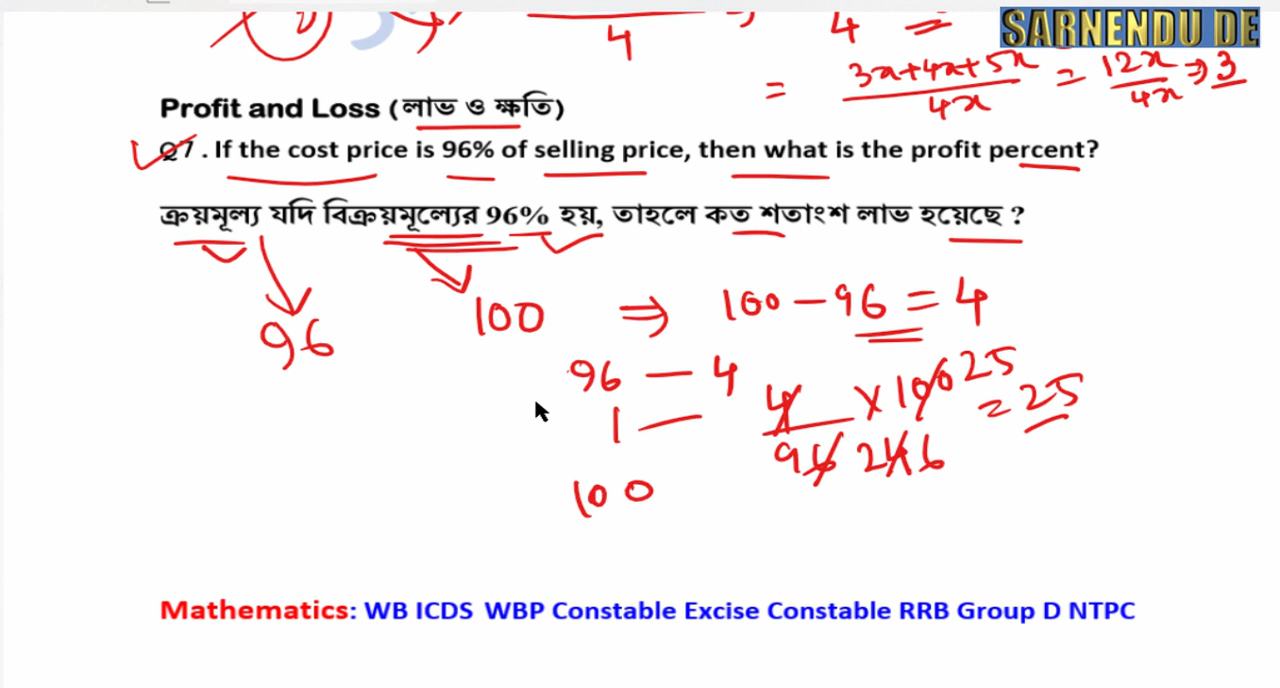 SARNENDU DE
4
4 =
= 3x+4x+5x / 4x = 12x / 4x ⇒ 3
Profit and Loss (লাভ ও ক্ষতি)
Q7. If the cost price is 96% of selling price, then what is the profit percent?
ক্রয়মূল্য যদি বিক্রয়মূল্যের 96% হয়, তাহলে কত শতাংশ লাভ হয়েছে ?
96
100 ⇒ 100 - 96 = 4
96 — 4
1 — 4 × 100 25 = 25
96 24 6
100
Mathematics: WB ICDS WBP Constable Excise Constable RRB Group D NTPC